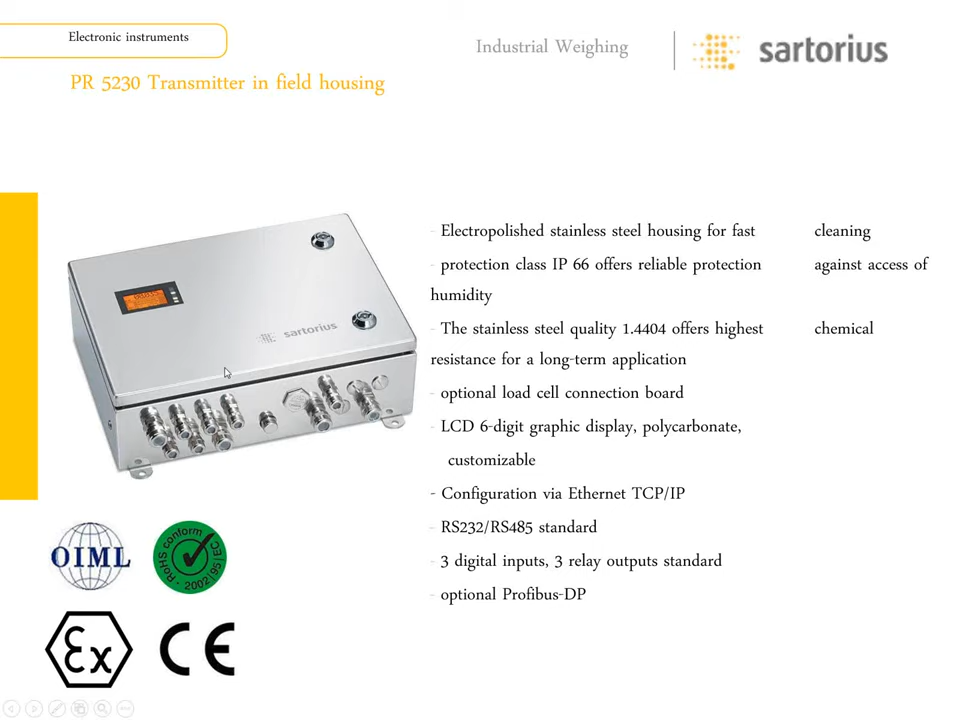 Electronic instruments
Industrial Weighing
sartorius
PR 5230 Transmitter in field housing
- Electropolished stainless steel housing for fast cleaning
- protection class IP 66 offers reliable protection against access of
humidity
- The stainless steel quality 1.4404 offers highest chemical
resistance for a long-term application
- optional load cell connection board
- LCD 6-digit graphic display, polycarbonate,
customizable
- Configuration via Ethernet TCP/IP
- RS232/RS485 standard
- 3 digital inputs, 3 relay outputs standard
- optional Profibus-DP
sartorius
OIML
RoHS conform · 2002|95|EC
Ex
CE